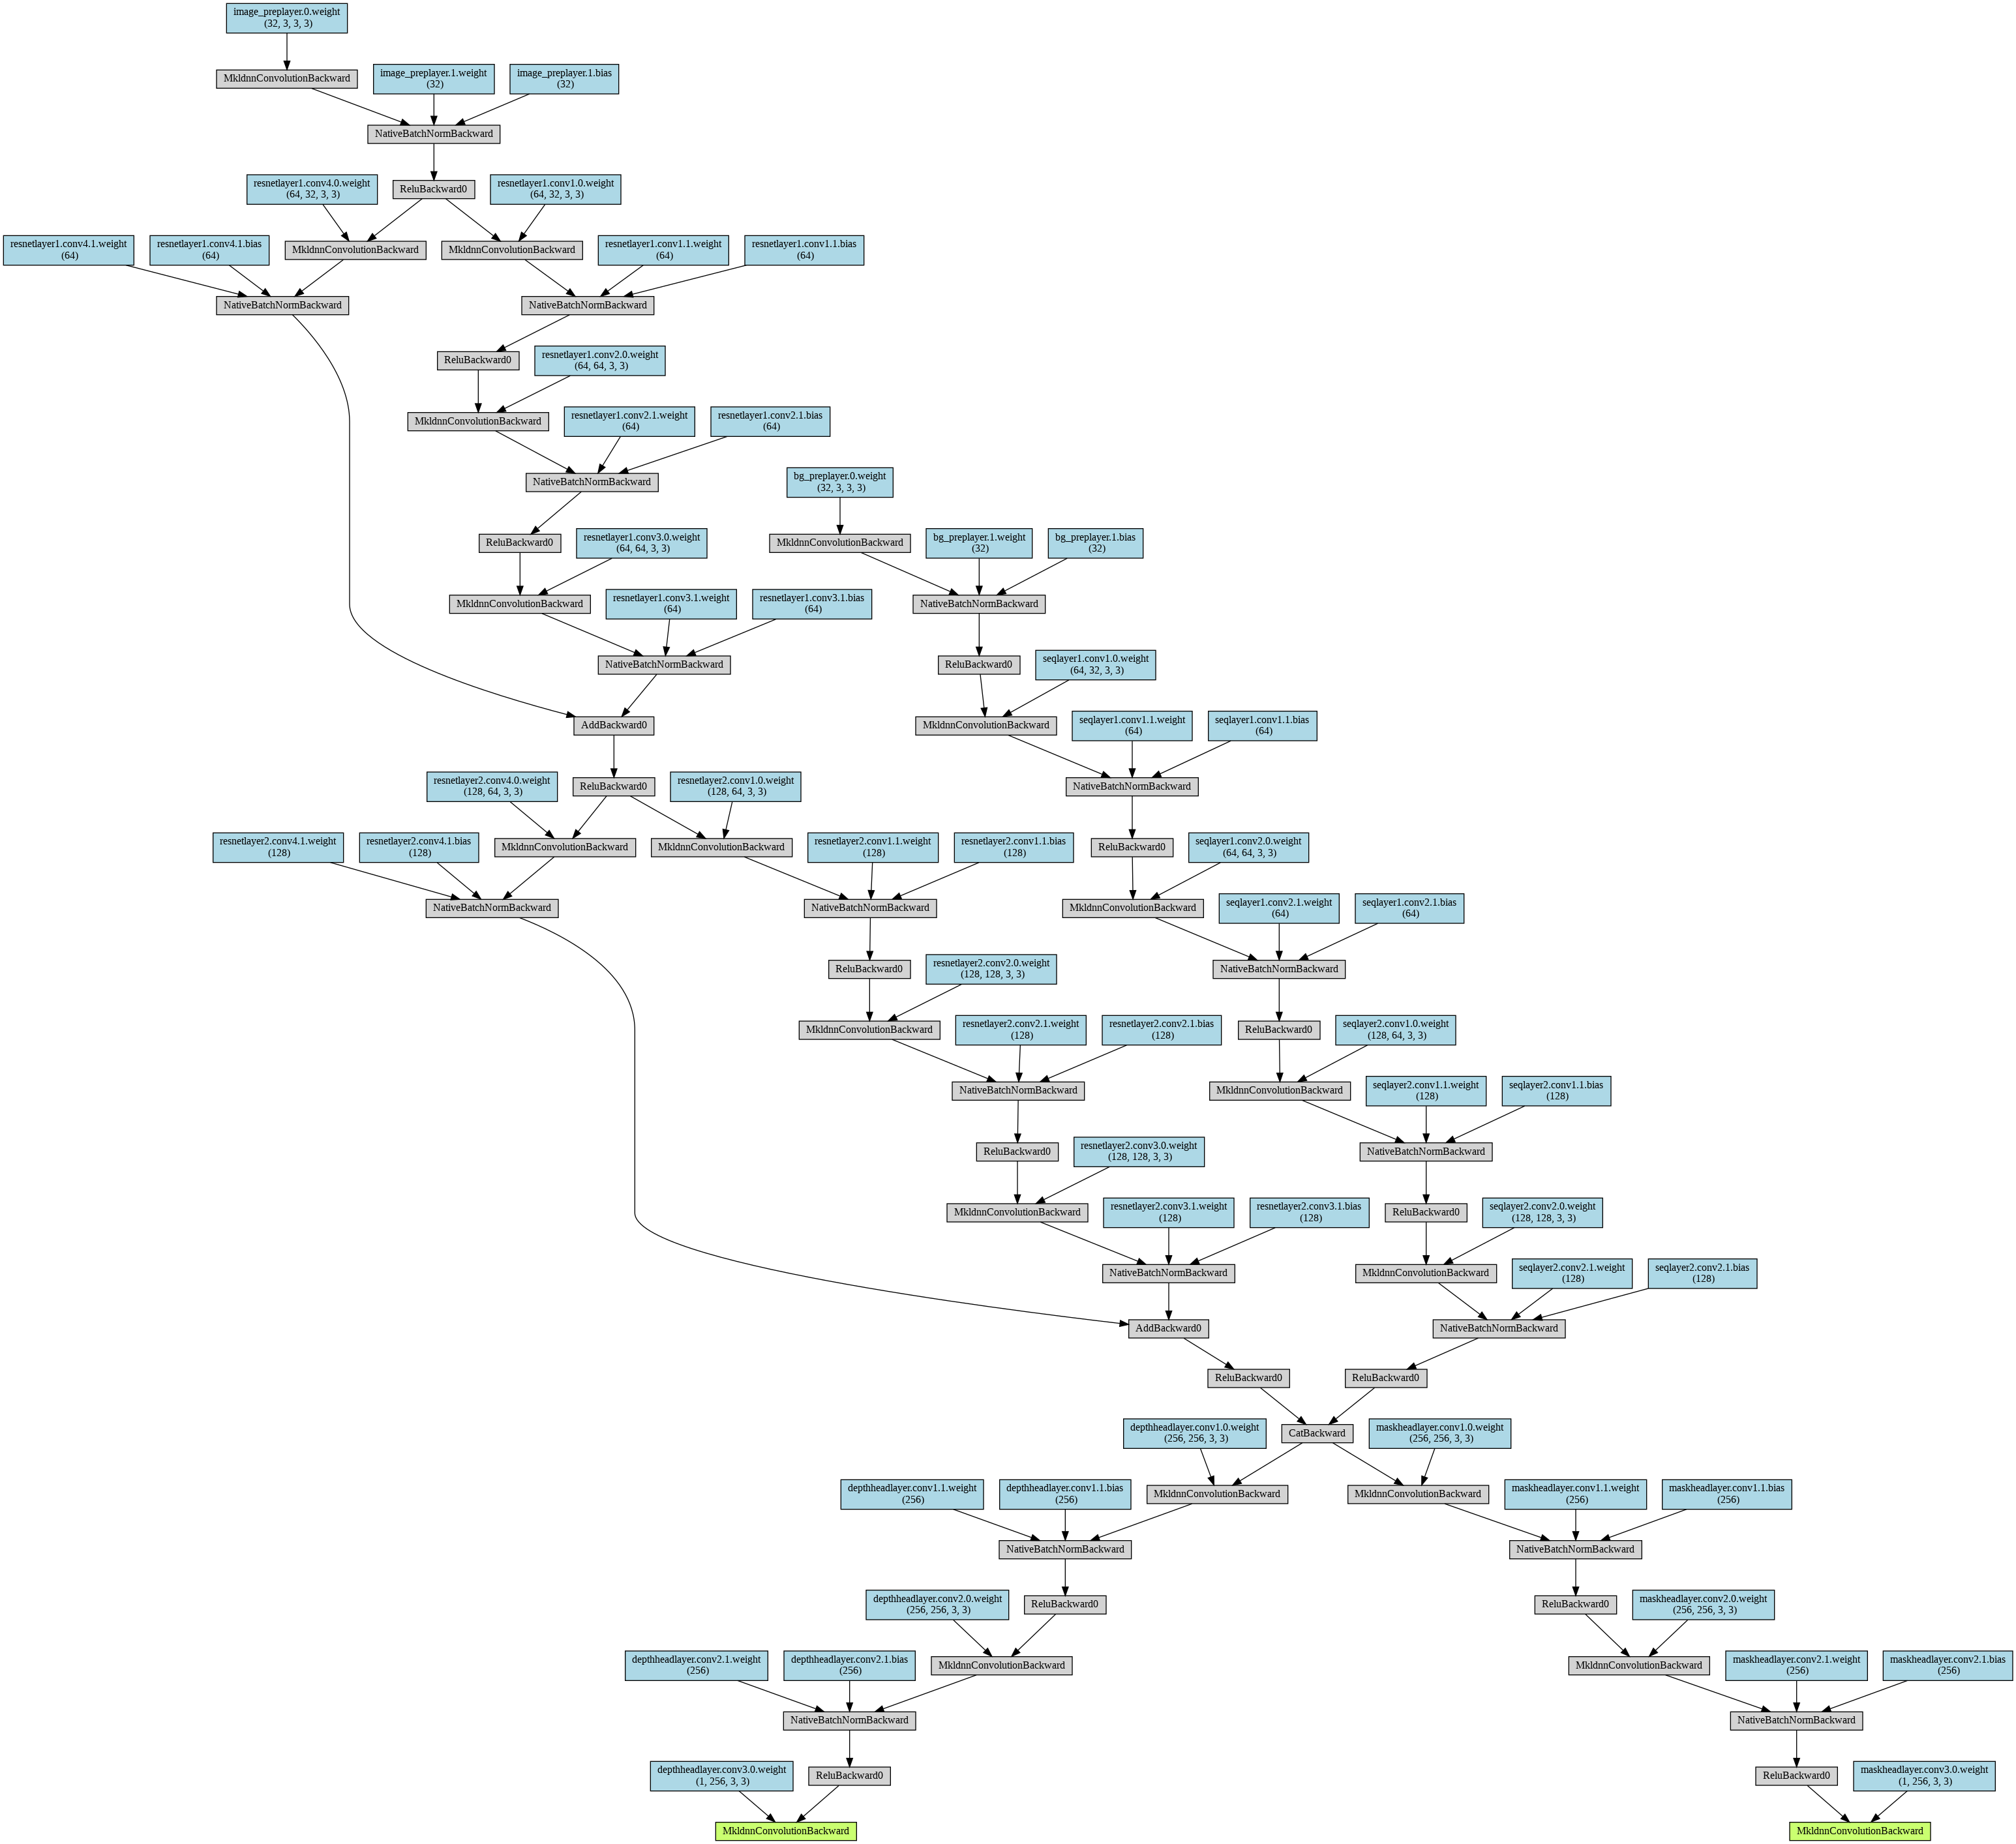 image_preplayer.0.weight
(32, 3, 3, 3)
MkldnnConvolutionBackward
image_preplayer.1.weight
(32)
image_preplayer.1.bias
(32)
NativeBatchNormBackward
resnetlayer1.conv4.0.weight
(64, 32, 3, 3)
ReluBackward0
resnetlayer1.conv1.0.weight
(64, 32, 3, 3)
resnetlayer1.conv4.1.weight
(64)
resnetlayer1.conv4.1.bias
(64)
MkldnnConvolutionBackward
MkldnnConvolutionBackward
resnetlayer1.conv1.1.weight
(64)
resnetlayer1.conv1.1.bias
(64)
NativeBatchNormBackward
NativeBatchNormBackward
ReluBackward0
resnetlayer1.conv2.0.weight
(64, 64, 3, 3)
MkldnnConvolutionBackward
resnetlayer1.conv2.1.weight
(64)
resnetlayer1.conv2.1.bias
(64)
NativeBatchNormBackward
bg_preplayer.0.weight
(32, 3, 3, 3)
ReluBackward0
resnetlayer1.conv3.0.weight
(64, 64, 3, 3)
MkldnnConvolutionBackward
bg_preplayer.1.weight
(32)
bg_preplayer.1.bias
(32)
MkldnnConvolutionBackward
resnetlayer1.conv3.1.weight
(64)
resnetlayer1.conv3.1.bias
(64)
NativeBatchNormBackward
NativeBatchNormBackward
ReluBackward0
seqlayer1.conv1.0.weight
(64, 32, 3, 3)
AddBackward0
MkldnnConvolutionBackward
seqlayer1.conv1.1.weight
(64)
seqlayer1.conv1.1.bias
(64)
resnetlayer2.conv4.0.weight
(128, 64, 3, 3)
ReluBackward0
resnetlayer2.conv1.0.weight
(128, 64, 3, 3)
NativeBatchNormBackward
resnetlayer2.conv4.1.weight
(128)
resnetlayer2.conv4.1.bias
(128)
MkldnnConvolutionBackward
MkldnnConvolutionBackward
resnetlayer2.conv1.1.weight
(128)
resnetlayer2.conv1.1.bias
(128)
ReluBackward0
seqlayer1.conv2.0.weight
(64, 64, 3, 3)
NativeBatchNormBackward
NativeBatchNormBackward
MkldnnConvolutionBackward
seqlayer1.conv2.1.weight
(64)
seqlayer1.conv2.1.bias
(64)
ReluBackward0
resnetlayer2.conv2.0.weight
(128, 128, 3, 3)
NativeBatchNormBackward
MkldnnConvolutionBackward
resnetlayer2.conv2.1.weight
(128)
resnetlayer2.conv2.1.bias
(128)
ReluBackward0
seqlayer2.conv1.0.weight
(128, 64, 3, 3)
NativeBatchNormBackward
MkldnnConvolutionBackward
seqlayer2.conv1.1.weight
(128)
seqlayer2.conv1.1.bias
(128)
ReluBackward0
resnetlayer2.conv3.0.weight
(128, 128, 3, 3)
NativeBatchNormBackward
MkldnnConvolutionBackward
resnetlayer2.conv3.1.weight
(128)
resnetlayer2.conv3.1.bias
(128)
ReluBackward0
seqlayer2.conv2.0.weight
(128, 128, 3, 3)
NativeBatchNormBackward
MkldnnConvolutionBackward
seqlayer2.conv2.1.weight
(128)
seqlayer2.conv2.1.bias
(128)
AddBackward0
NativeBatchNormBackward
ReluBackward0
ReluBackward0
depthheadlayer.conv1.0.weight
(256, 256, 3, 3)
CatBackward
maskheadlayer.conv1.0.weight
(256, 256, 3, 3)
depthheadlayer.conv1.1.weight
(256)
depthheadlayer.conv1.1.bias
(256)
MkldnnConvolutionBackward
MkldnnConvolutionBackward
maskheadlayer.conv1.1.weight
(256)
maskheadlayer.conv1.1.bias
(256)
NativeBatchNormBackward
NativeBatchNormBackward
depthheadlayer.conv2.0.weight
(256, 256, 3, 3)
ReluBackward0
ReluBackward0
maskheadlayer.conv2.0.weight
(256, 256, 3, 3)
depthheadlayer.conv2.1.weight
(256)
depthheadlayer.conv2.1.bias
(256)
MkldnnConvolutionBackward
MkldnnConvolutionBackward
maskheadlayer.conv2.1.weight
(256)
maskheadlayer.conv2.1.bias
(256)
NativeBatchNormBackward
NativeBatchNormBackward
depthheadlayer.conv3.0.weight
(1, 256, 3, 3)
ReluBackward0
ReluBackward0
maskheadlayer.conv3.0.weight
(1, 256, 3, 3)
MkldnnConvolutionBackward
MkldnnConvolutionBackward